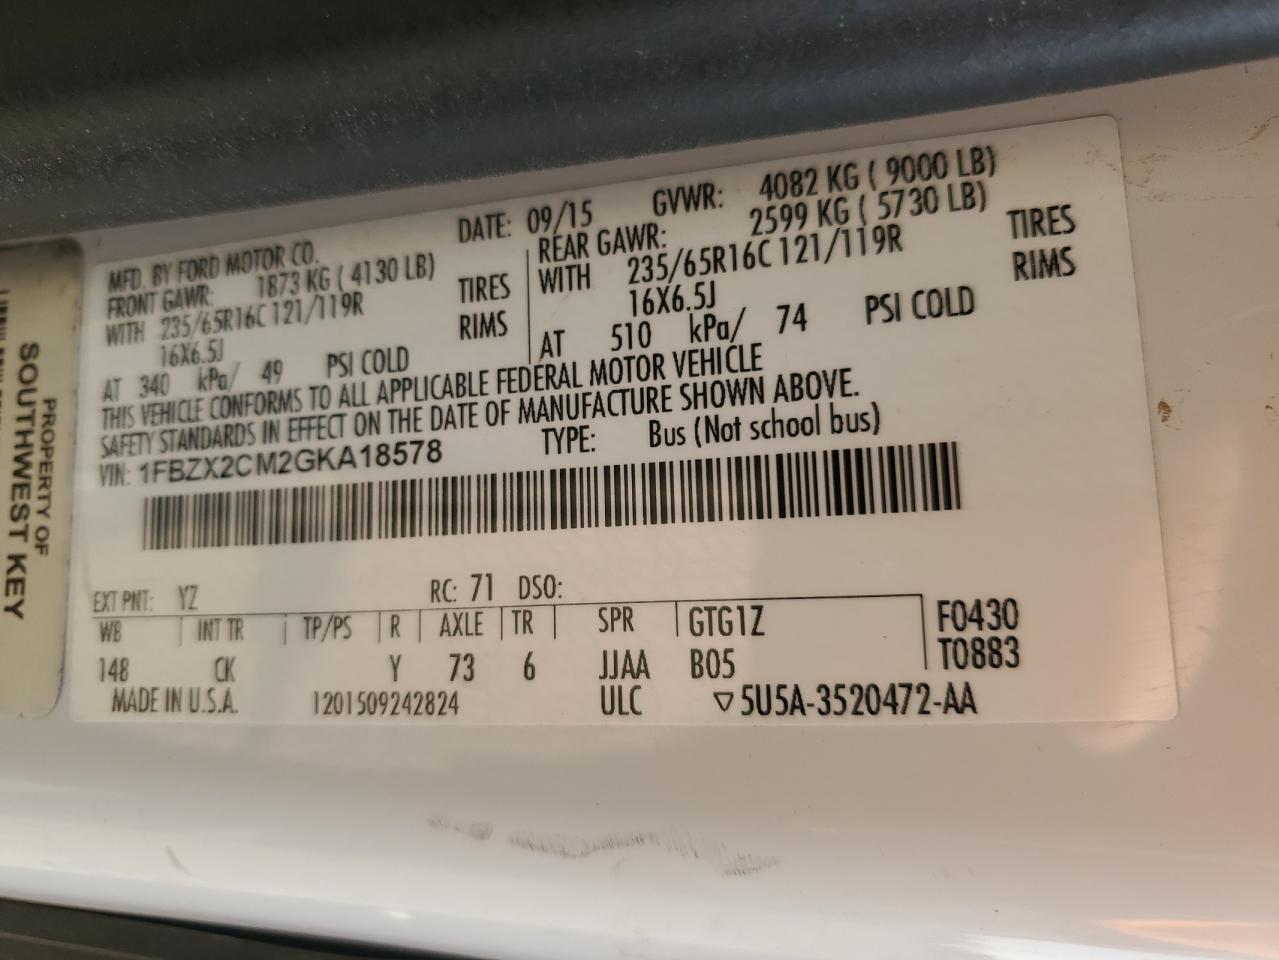 PROPERTY OF
SOUTHWEST KEY
MFD. BY FORD MOTOR CO. DATE: 09/15 GVWR: 4082 KG ( 9000 LB)
FRONT GAWR: 1873 KG ( 4130 LB) REAR GAWR: 2599 KG ( 5730 LB)
WITH 235/65R16C 121/119R TIRES WITH 235/65R16C 121/119R TIRES
16X6.5J RIMS 16X6.5J RIMS
AT 340 kPa/ 49 PSI COLD AT 510 kPa/ 74 PSI COLD
THIS VEHICLE CONFORMS TO ALL APPLICABLE FEDERAL MOTOR VEHICLE
SAFETY STANDARDS IN EFFECT ON THE DATE OF MANUFACTURE SHOWN ABOVE.
VIN: 1FBZX2CM2GKA18578 TYPE: Bus (Not school bus)
EXT PNT: YZ RC: 71 DSO:
WB INT TR TP/PS R AXLE TR SPR GTG1Z F0430
148 CK Y 73 6 JJAA B05 T0883
MADE IN U.S.A. 1201509242824 ULC ▽5U5A-3520472-AA